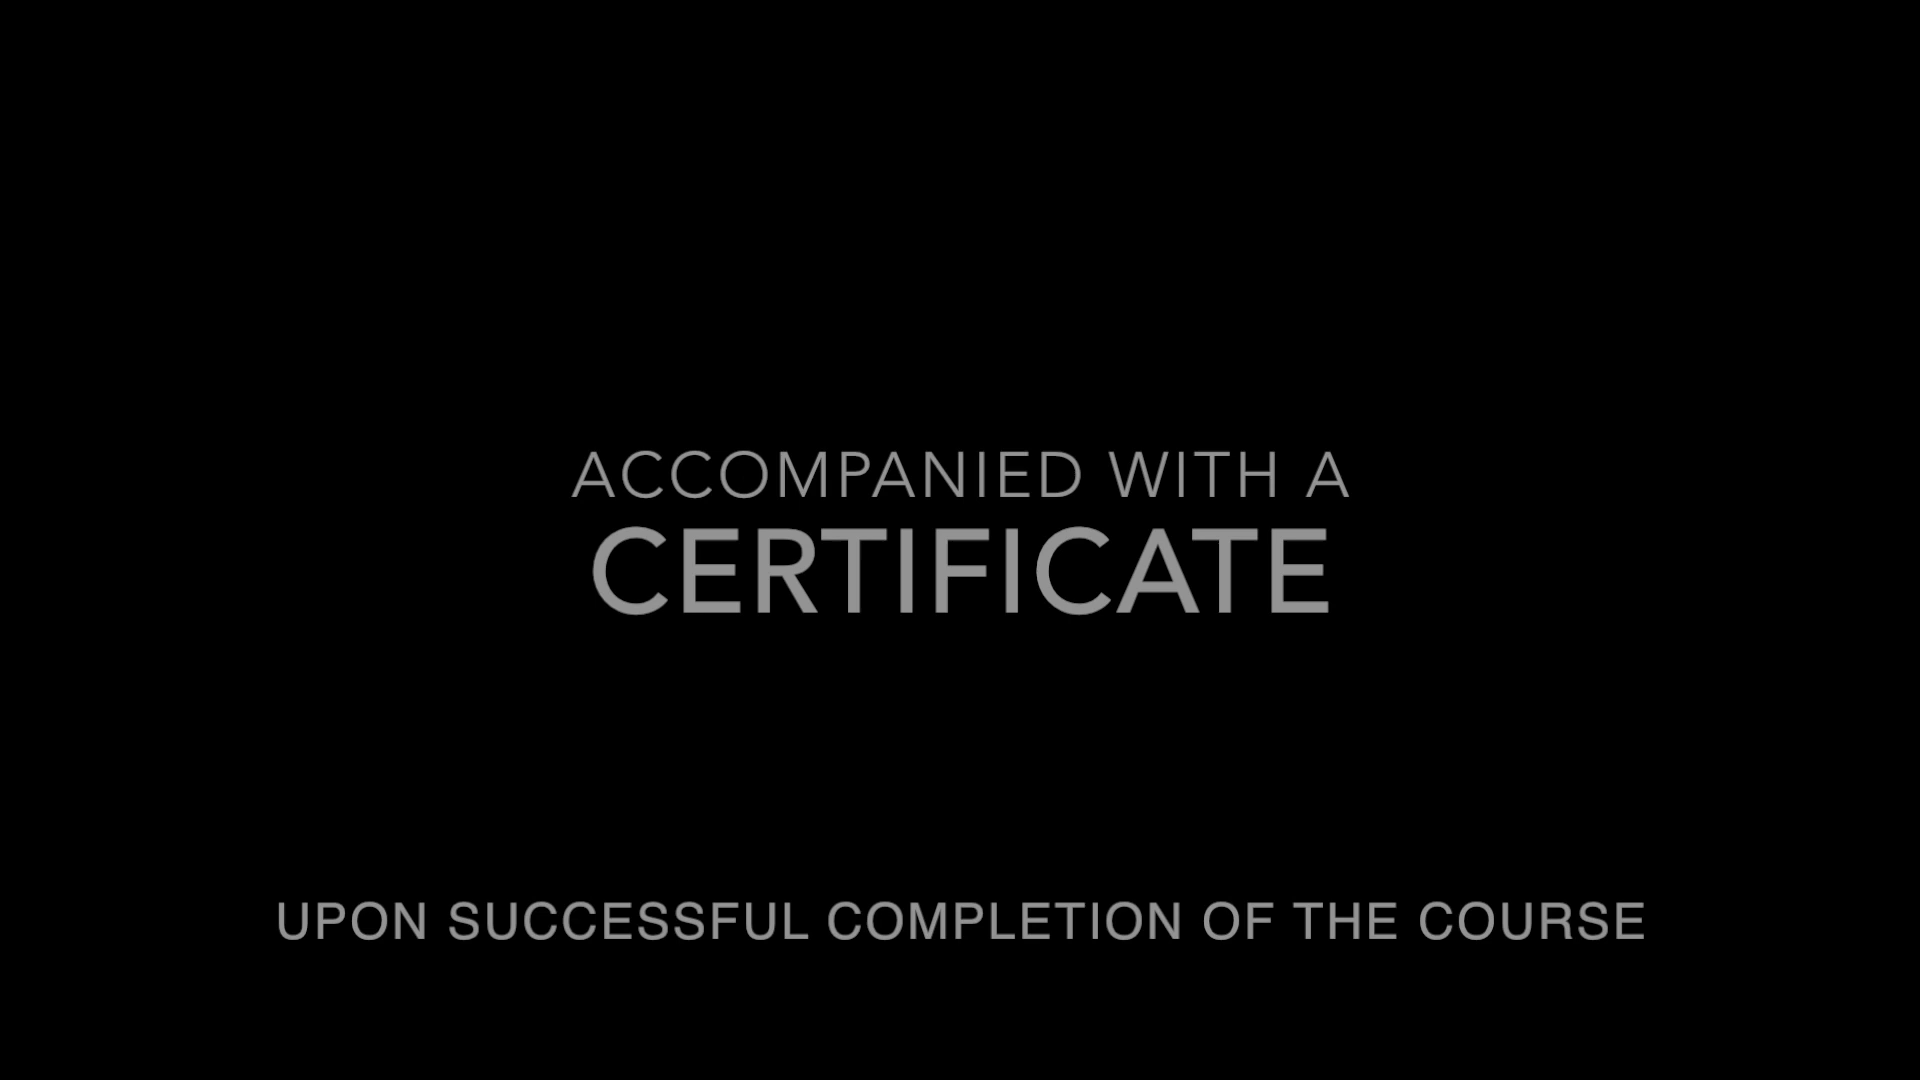 ACCOMPANIED WITH A
CERTIFICATE
UPON SUCCESSFUL COMPLETION OF THE COURSE